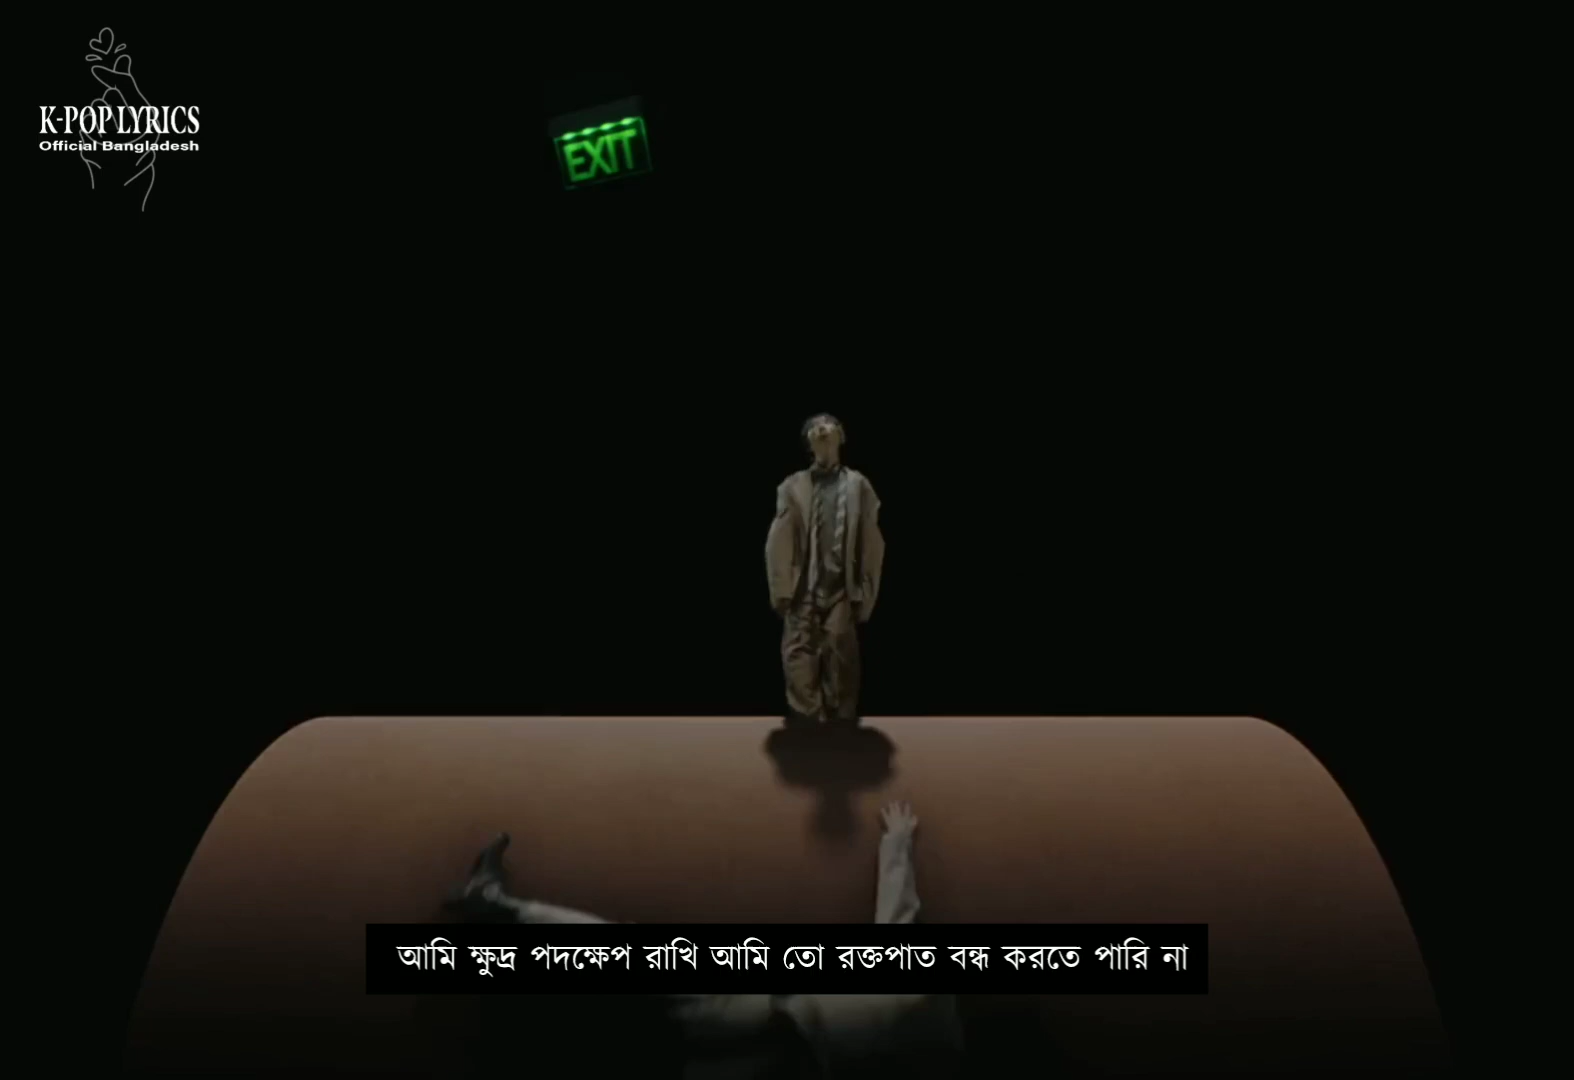 K-POP LYRICS
Official Bangladesh
EXIT
আমি ক্ষুদ্র পদক্ষেপ রাখি আমি তো রক্তপাত বন্ধ করতে পারি না